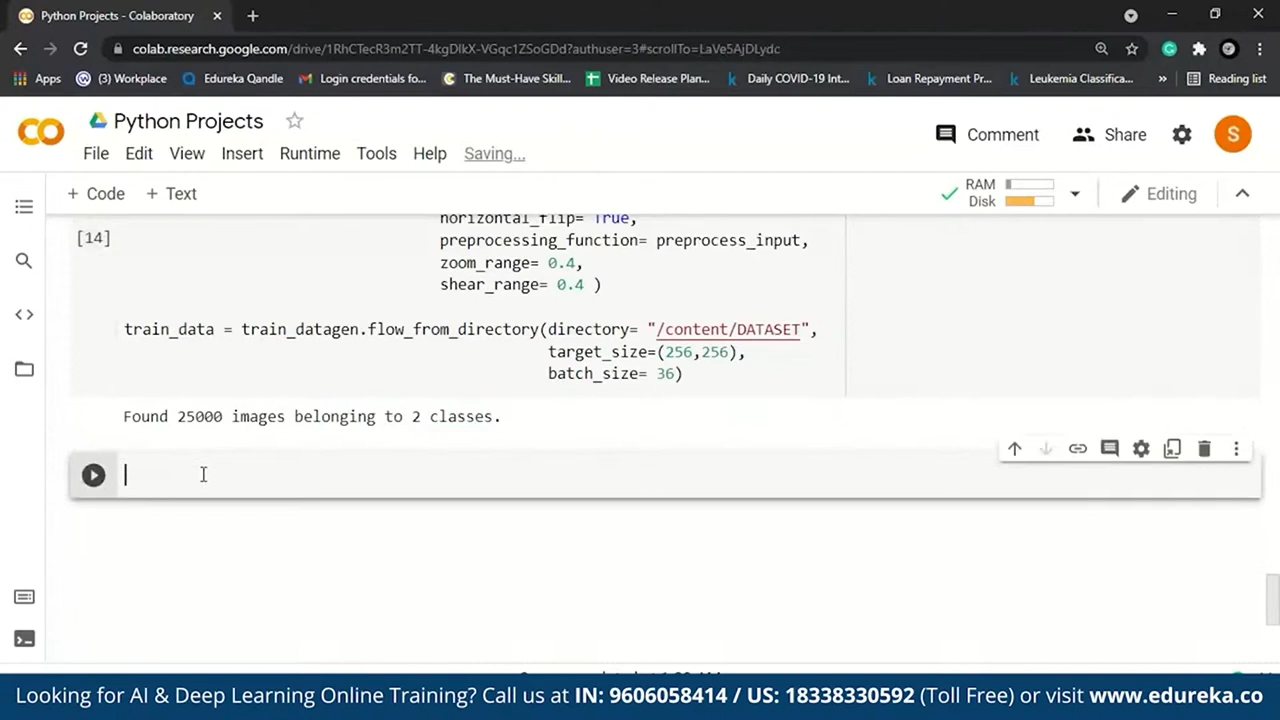 Python Projects - Colaboratory
colab.research.google.com/drive/1RhCTecR3m2TT-4kgDlkX-VGqc1ZSoGDd?authuser=3#scrollTo=LaVe5AjDLydc
Apps (3) Workplace Edureka Qandle Login credentials fo... The Must-Have Skill... Video Release Plan... Daily COVID-19 Int... Loan Repayment Pr... Leukemia Classifica... » Reading list
Python Projects
Comment Share S
File Edit View Insert Runtime Tools Help Saving...
+ Code + Text RAM Disk Editing
[14] horizontal_flip= True,
preprocessing_function= preprocess_input,
zoom_range= 0.4,
shear_range= 0.4 )
train_data = train_datagen.flow_from_directory(directory= "/content/DATASET",
target_size=(256,256),
batch_size= 36)
Found 25000 images belonging to 2 classes.
Looking for AI & Deep Learning Online Training? Call us at IN: 9606058414 / US: 18338330592 (Toll Free) or visit www.edureka.co